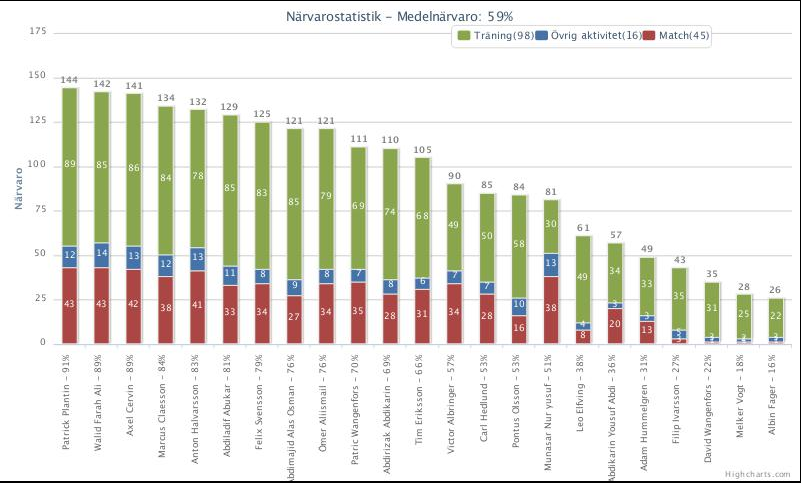 Närvarostatistik - Medelnärvaro: 59%
Träning(98) Övrig aktivitet(16) Match(45)
Närvaro
175
150
125
100
75
50
25
0
144 142 141 134 132 129 125 121 121 111 110 105 90 85 84 81 61 57 49 43 35 28 26
89 85 86 84 78 85 83 85 79 69 74 68 49 50 58 30 49 34 33 35 31 25 22
12 14 13 12 13 11 8 9 8 7 8 6 7 7 10 13 4 3 3
43 43 42 38 41 33 34 27 34 35 28 31 34 28 16 38 8 20 13
Patrick Plantin - 91%
Walid Farah Ali - 89%
Axel Cervin - 89%
Marcus Claesson - 84%
Anton Halvarsson - 83%
Abdiladif Abukar - 81%
Felix Svensson - 79%
Abdimajid Alas Osman - 76%
Omer Allismail - 76%
Patric Wangenfors - 70%
Abdirizak Abdikarin - 69%
Tim Eriksson - 66%
Victor Albringer - 57%
Carl Hedlund - 53%
Pontus Olsson - 53%
Munasar Nur yusuf - 51%
Leo Elfving - 38%
Abdikarin Yousuf Abdi - 36%
Adam Hummelgren - 31%
Filip Ivarsson - 27%
David Wangenfors - 22%
Melker Vogt - 18%
Albin Fager - 16%
Highcharts.com